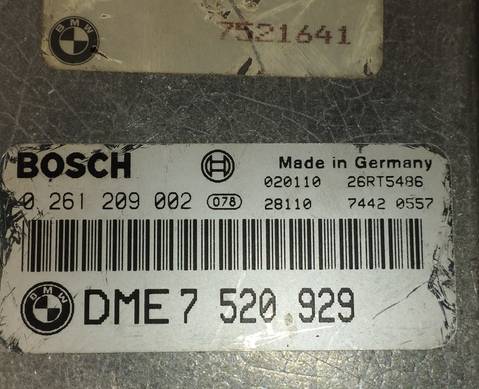 BMW
7521641
BOSCH
Made in Germany
020110 26RT5486
0 261 209 002 078 28110 7442 0557
BMW
DME 7 520 929